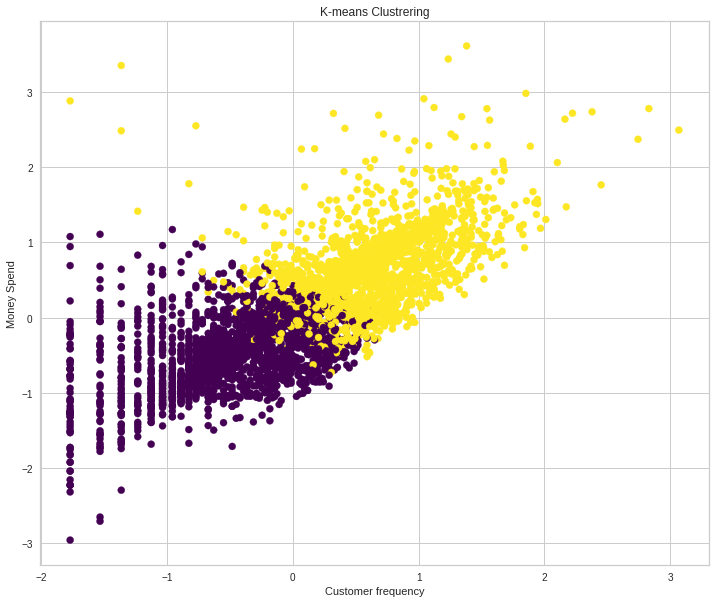 K-means Clustrering
3
2
1
0
−1
−2
−3
Money Spend
−2 −1 0 1 2 3
Customer frequency